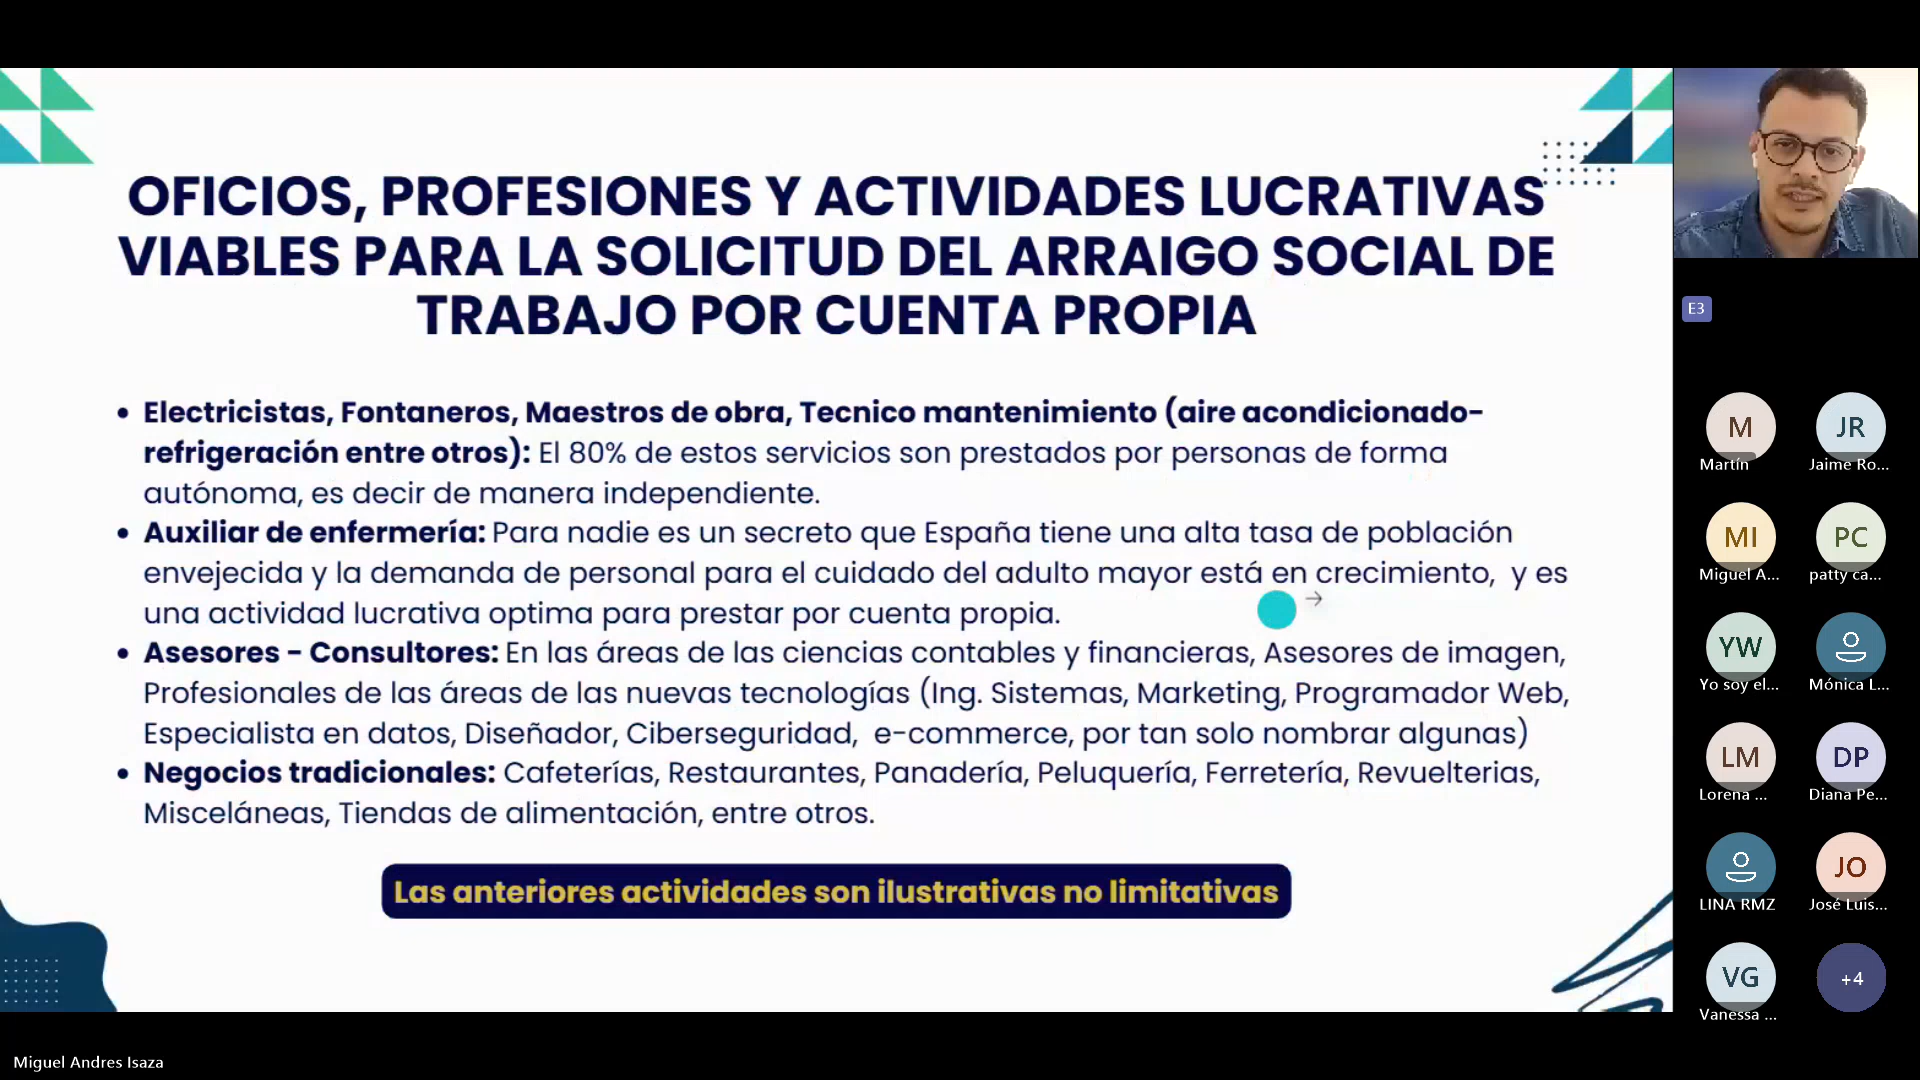 OFICIOS, PROFESIONES Y ACTIVIDADES LUCRATIVAS
VIABLES PARA LA SOLICITUD DEL ARRAIGO SOCIAL DE
TRABAJO POR CUENTA PROPIA
• Electricistas, Fontaneros, Maestros de obra, Tecnico mantenimiento (aire acondicionado-
refrigeración entre otros): El 80% de estos servicios son prestados por personas de forma
autónoma, es decir de manera independiente.
• Auxiliar de enfermería: Para nadie es un secreto que España tiene una alta tasa de población
envejecida y la demanda de personal para el cuidado del adulto mayor está en crecimiento, y es
una actividad lucrativa optima para prestar por cuenta propia.
• Asesores - Consultores: En las áreas de las ciencias contables y financieras, Asesores de imagen,
Profesionales de las áreas de las nuevas tecnologías (Ing. Sistemas, Marketing, Programador Web,
Especialista en datos, Diseñador, Ciberseguridad, e-commerce, por tan solo nombrar algunas)
• Negocios tradicionales: Cafeterías, Restaurantes, Panadería, Peluquería, Ferretería, Revuelterias,
Misceláneas, Tiendas de alimentación, entre otros.
Las anteriores actividades son ilustrativas no limitativas
E3
M JR
Martín Jaime Ro...
MI PC
Miguel A... patty ca...
YW
Yo soy el... Mónica L...
LM DP
Lorena ... Diana Pe...
JO
LINA RMZ José Luis...
VG +4
Vanessa ...
Miguel Andres Isaza